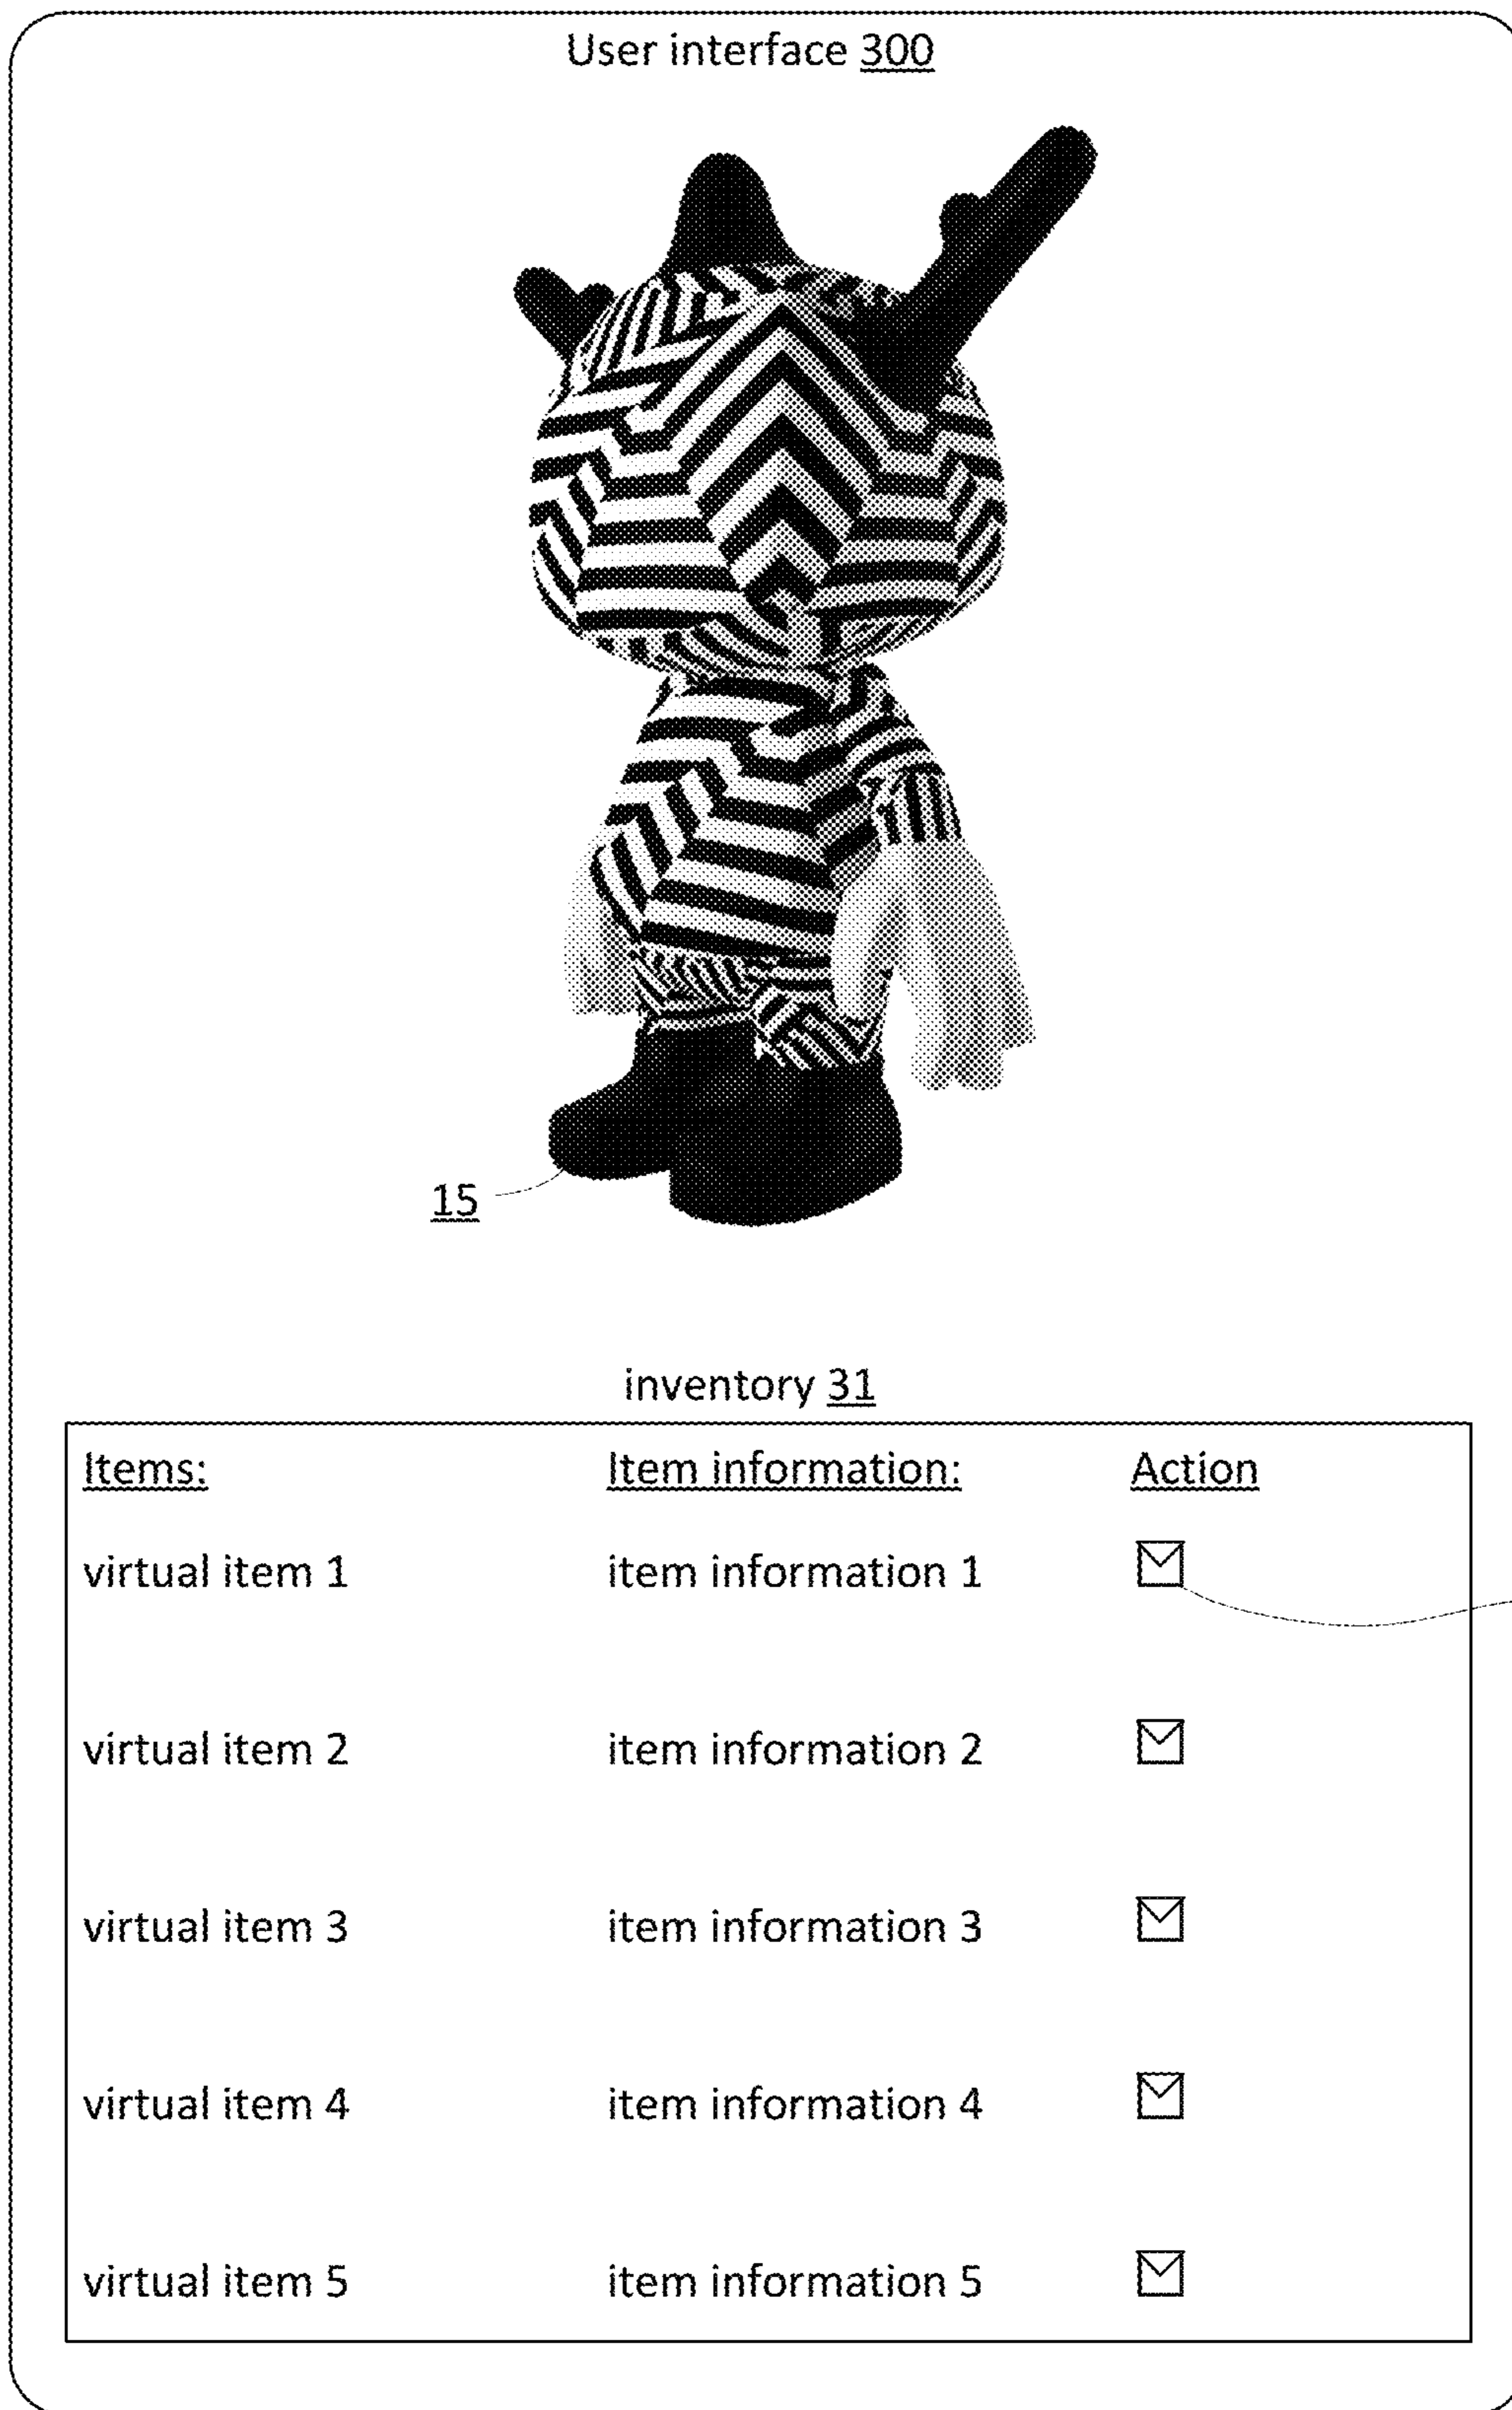 User interface 300
15
inventory 31
Items: Item information: Action
virtual item 1 item information 1
virtual item 2 item information 2
virtual item 3 item information 3
virtual item 4 item information 4
virtual item 5 item information 5